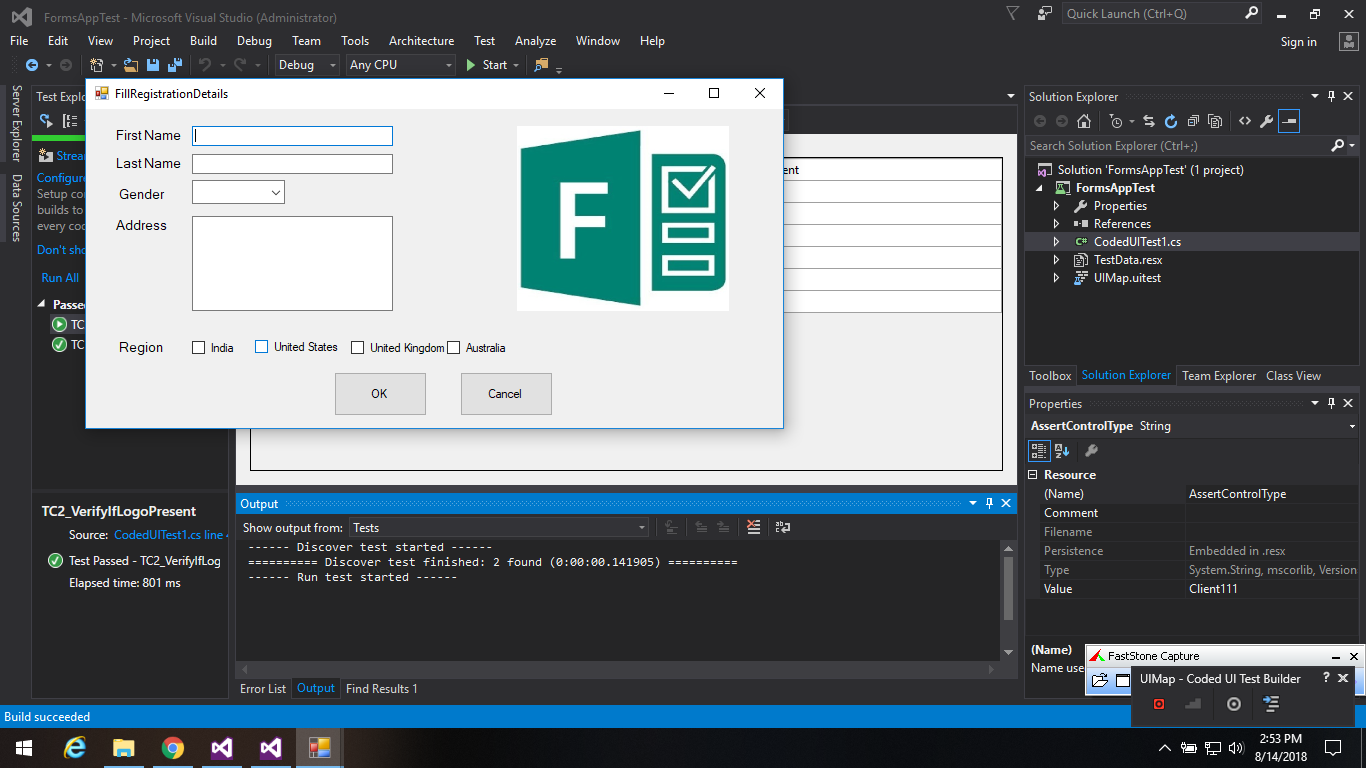 FormsAppTest - Microsoft Visual Studio (Administrator)
Quick Launch (Ctrl+Q)
File Edit View Project Build Debug Team Tools Architecture Test Analyze Window Help
Sign in
Debug Any CPU Start
Server Explorer
Data Sources
Test Explo
Strea
Configure
Setup con
builds to
every coc
Don't sho
Run All
Passe
TC
TC
FillRegistrationDetails
First Name
Last Name
Gender
Address
F
Region India United States United Kingdom Australia
OK Cancel
ent
Solution Explorer
Search Solution Explorer (Ctrl+;)
Solution 'FormsAppTest' (1 project)
FormsAppTest
Properties
References
C# CodedUITest1.cs
TestData.resx
UIMap.uitest
Toolbox Solution Explorer Team Explorer Class View
Properties
AssertControlType String
Resource
(Name) AssertControlType
Comment
Filename
Persistence Embedded in .resx
Type System.String, mscorlib, Version
Value Client111
(Name)
Name use
TC2_VerifyIfLogoPresent
Source: CodedUITest1.cs line
Test Passed - TC2_VerifyIfLog
Elapsed time: 801 ms
Output
Show output from: Tests
------ Discover test started ------
========== Discover test finished: 2 found (0:00:00.141905) ==========
------ Run test started ------
Error List Output Find Results 1
FastStone Capture
UIMap - Coded UI Test Builder
Build succeeded
2:53 PM
8/14/2018